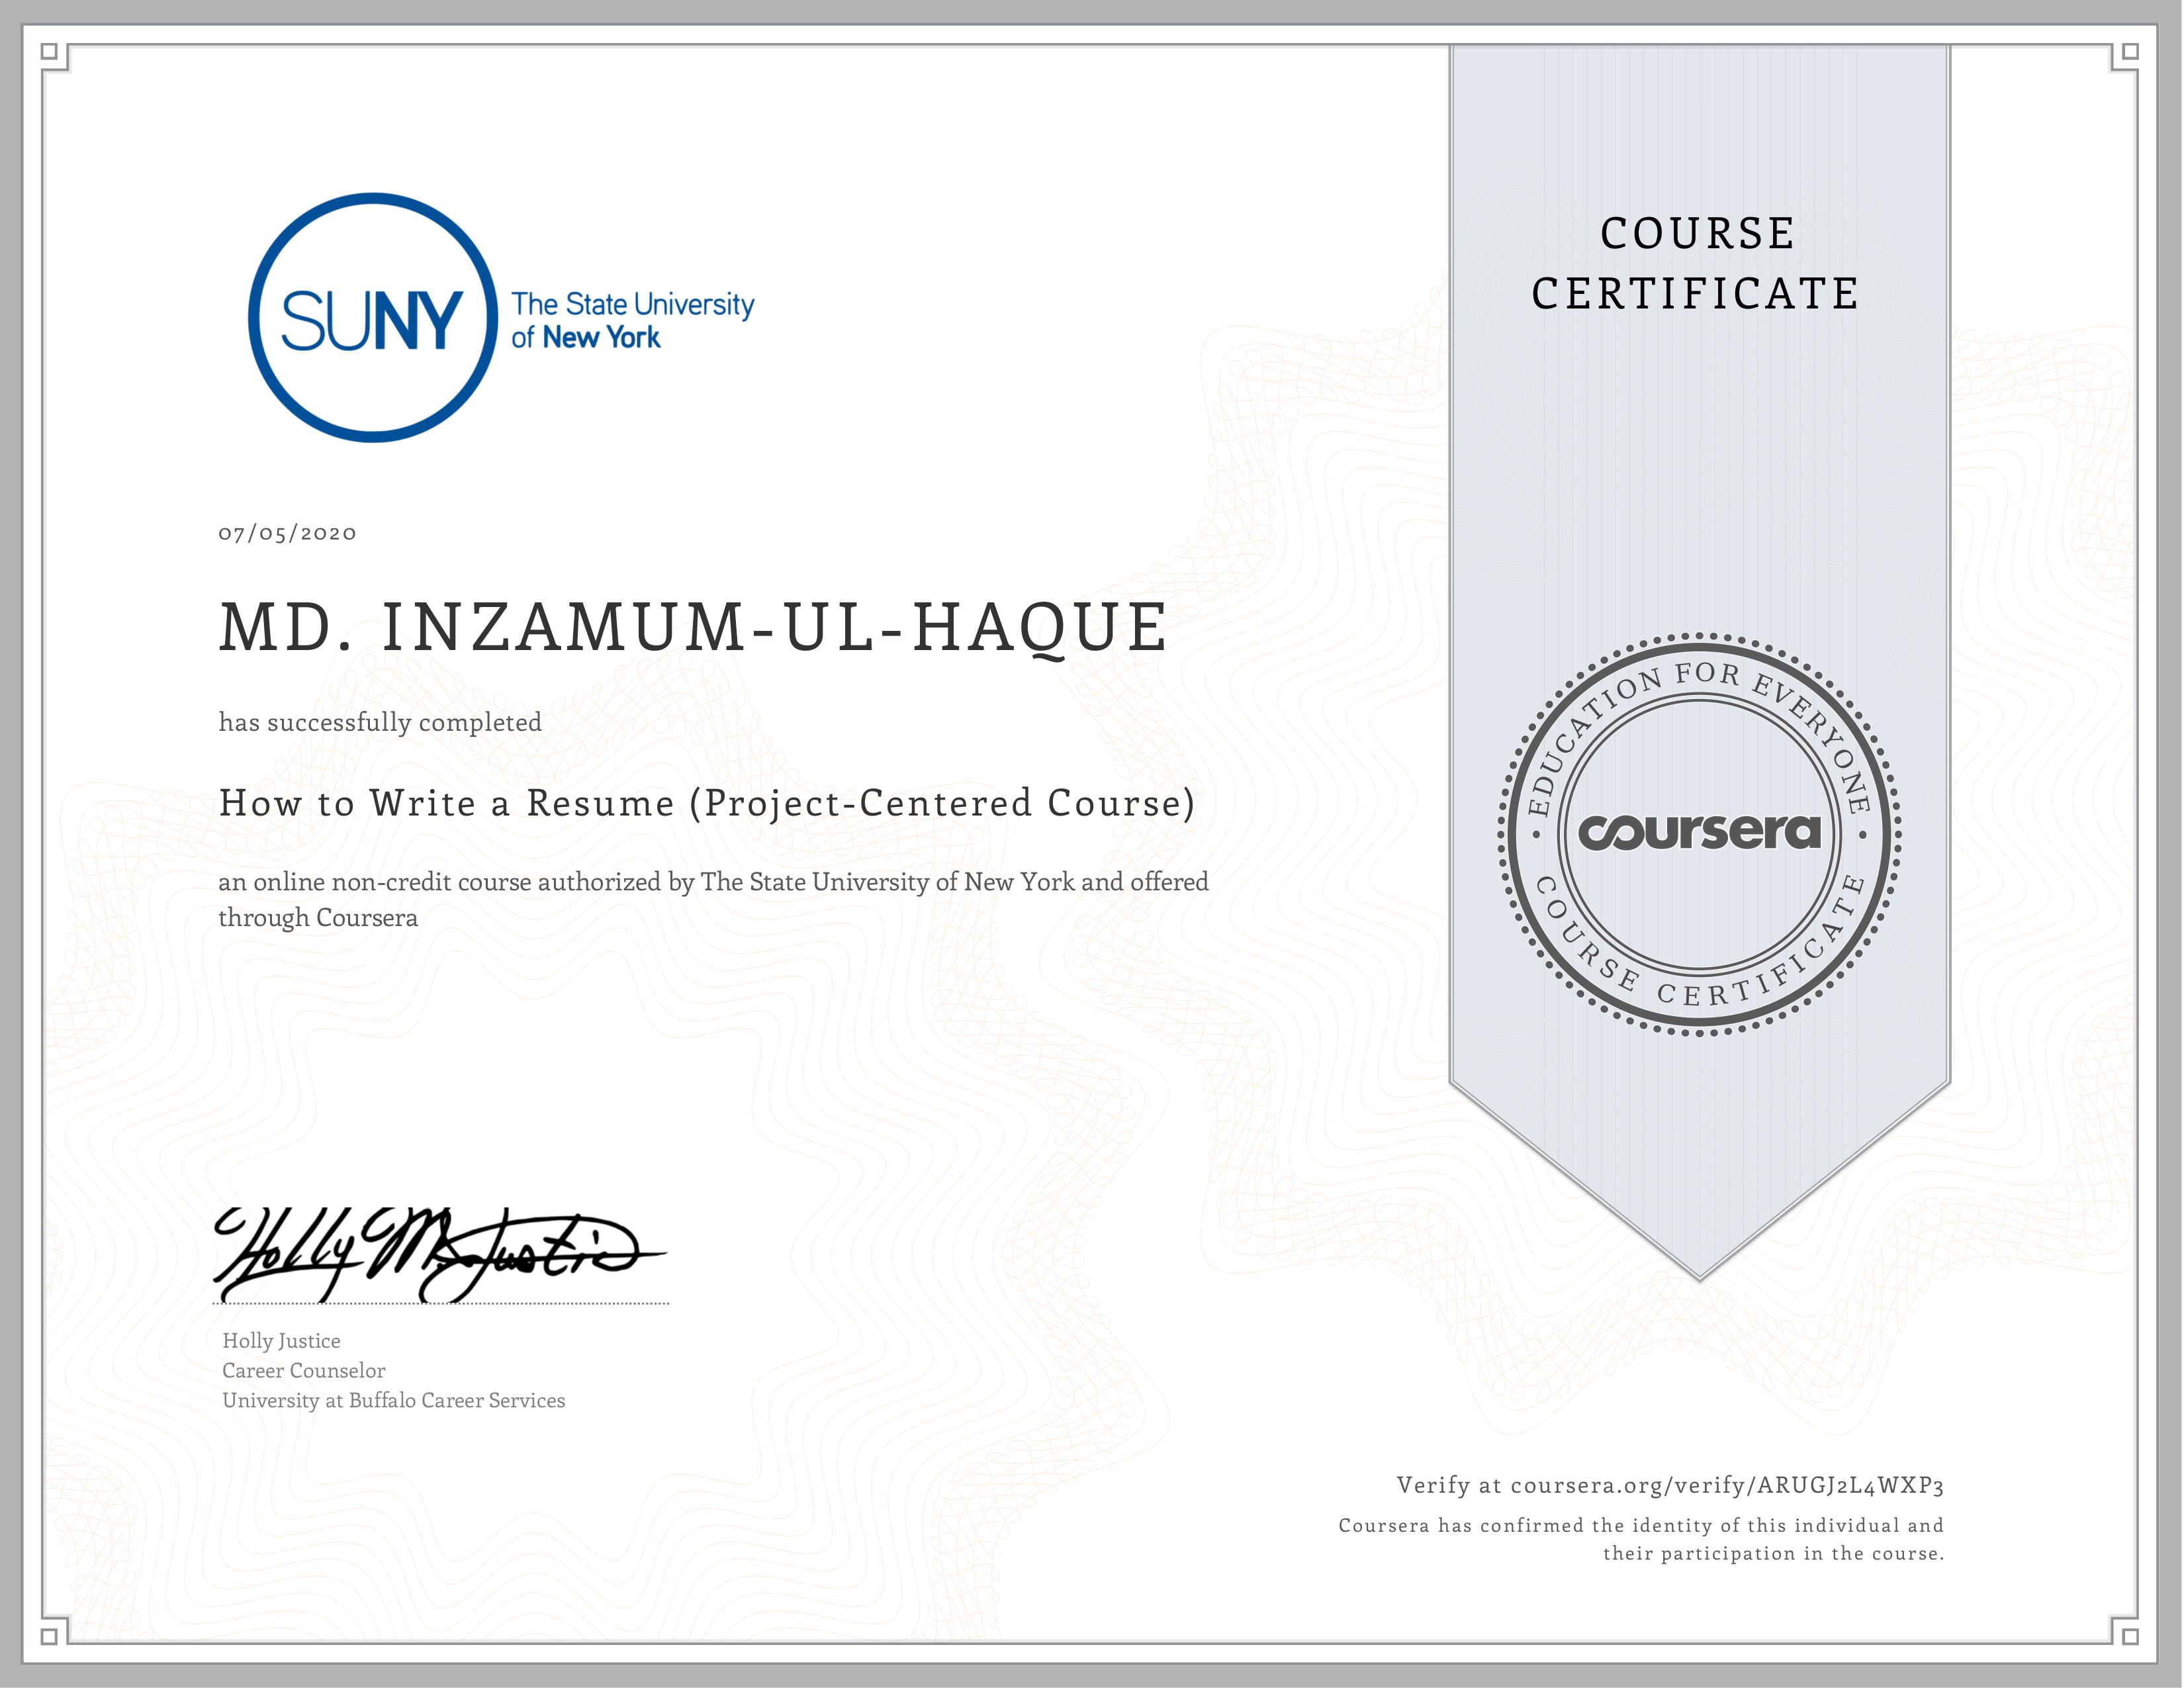 SUNY
The State University
of New York
COURSE
CERTIFICATE
07/05/2020
MD. INZAMUM-UL-HAQUE
has successfully completed
How to Write a Resume (Project-Centered Course)
an online non-credit course authorized by The State University of New York and offered
through Coursera
EDUCATION FOR EVERYONE
coursera
COURSE CERTIFICATE
Holly Justice
Holly Justice
Career Counselor
University at Buffalo Career Services
Verify at coursera.org/verify/ARUGJ2L4WXP3
Coursera has confirmed the identity of this individual and
their participation in the course.